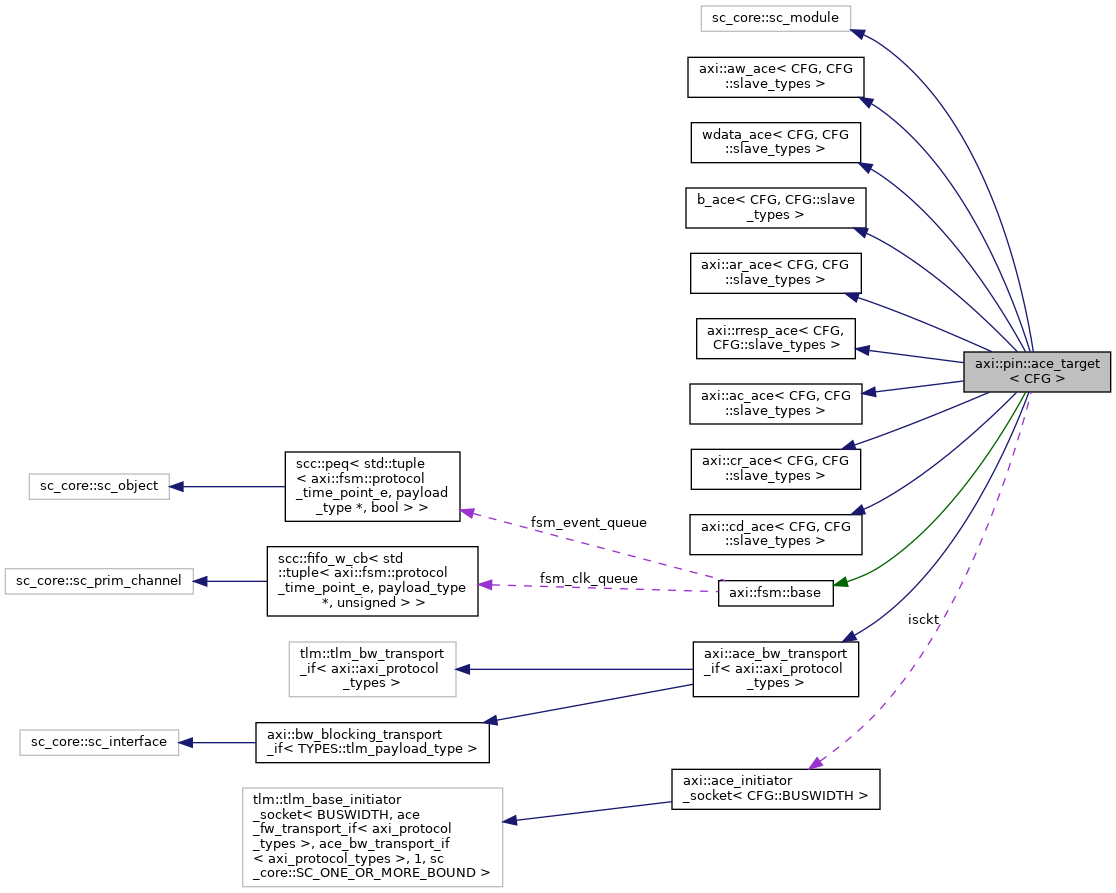 sc_core::sc_module
axi::aw_ace< CFG, CFG
::slave_types >
wdata_ace< CFG, CFG
::slave_types >
b_ace< CFG, CFG::slave
_types >
axi::ar_ace< CFG, CFG
::slave_types >
axi::rresp_ace< CFG,
CFG::slave_types >
axi::pin::ace_target
< CFG >
axi::ac_ace< CFG, CFG
::slave_types >
axi::cr_ace< CFG, CFG
::slave_types >
axi::cd_ace< CFG, CFG
::slave_types >
scc::peq< std::tuple
< axi::fsm::protocol
_time_point_e, payload
_type *, bool > >
sc_core::sc_object
fsm_event_queue
scc::fifo_w_cb< std
::tuple< axi::fsm::protocol
_time_point_e, payload_type
*, unsigned > >
sc_core::sc_prim_channel
fsm_clk_queue
axi::fsm::base
isckt
tlm::tlm_bw_transport
_if< axi::axi_protocol
_types >
axi::ace_bw_transport
_if< axi::axi_protocol
_types >
sc_core::sc_interface
axi::bw_blocking_transport
_if< TYPES::tlm_payload_type >
axi::ace_initiator
_socket< CFG::BUSWIDTH >
tlm::tlm_base_initiator
_socket< BUSWIDTH, ace
_fw_transport_if< axi_protocol
_types >, ace_bw_transport_if
< axi_protocol_types >, 1, sc
_core::SC_ONE_OR_MORE_BOUND >